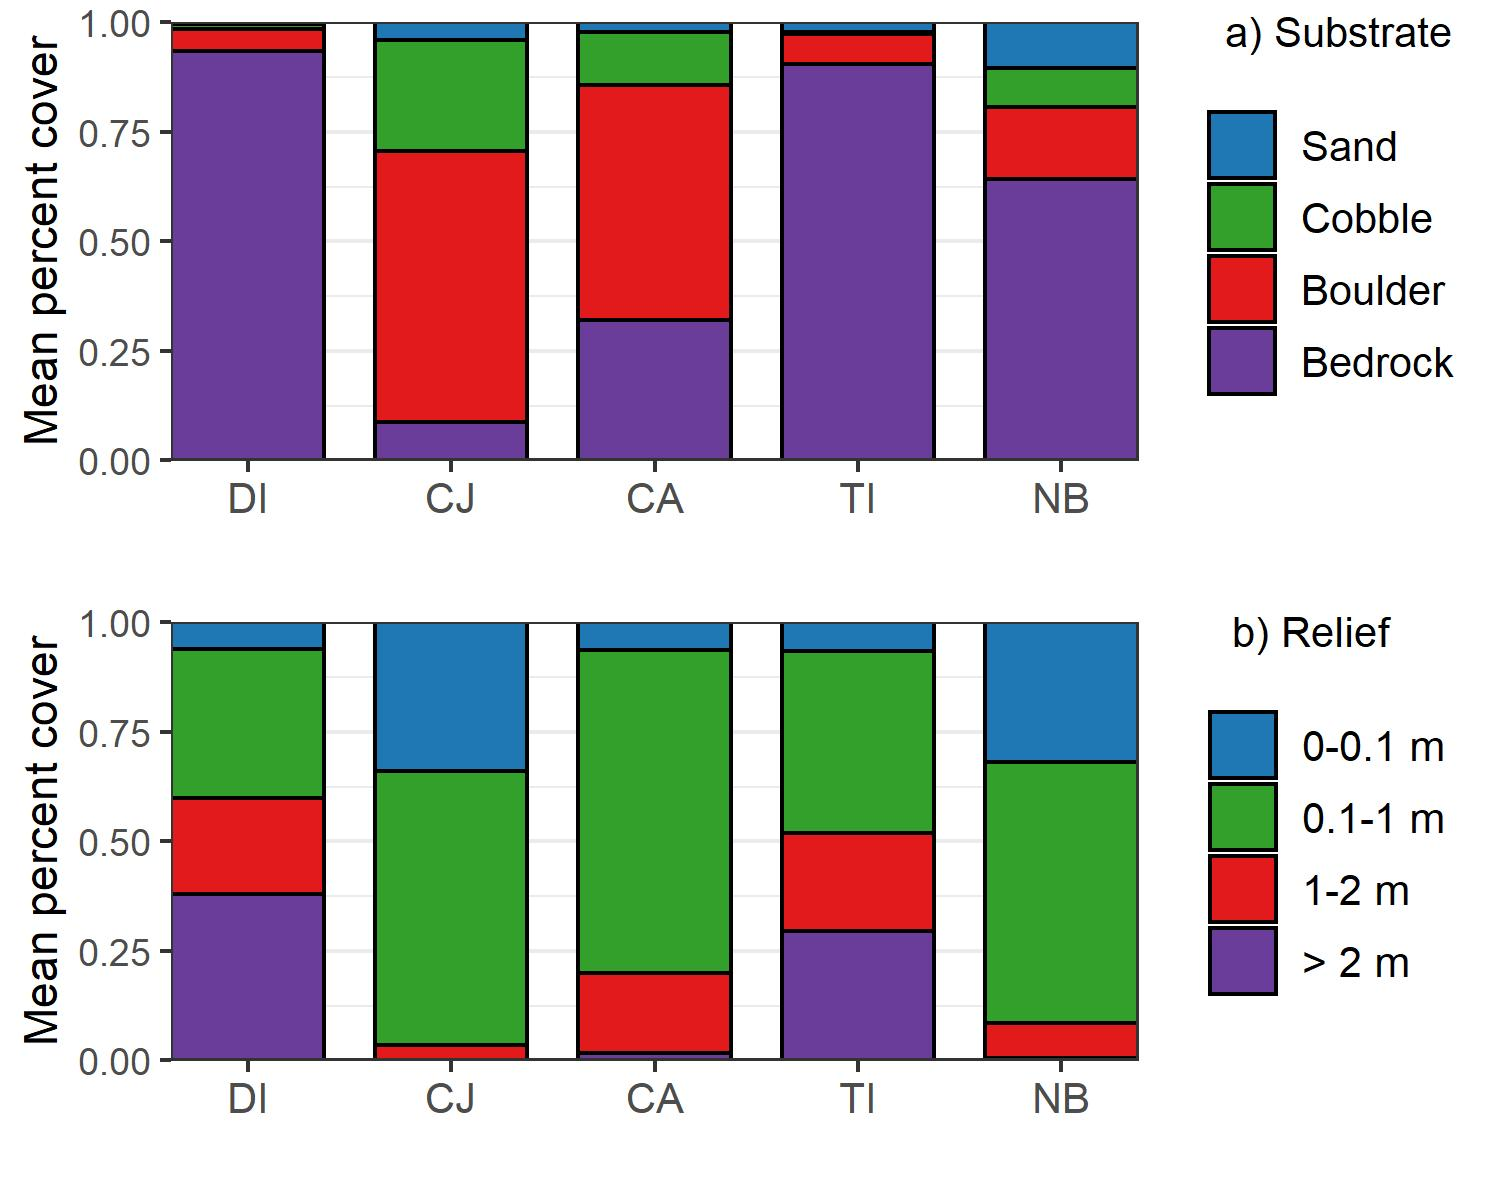 Mean percent cover
1.00
0.75
0.50
0.25
0.00
DI CJ CA TI NB
a) Substrate
Sand
Cobble
Boulder
Bedrock
Mean percent cover
1.00
0.75
0.50
0.25
0.00
DI CJ CA TI NB
b) Relief
0-0.1 m
0.1-1 m
1-2 m
> 2 m